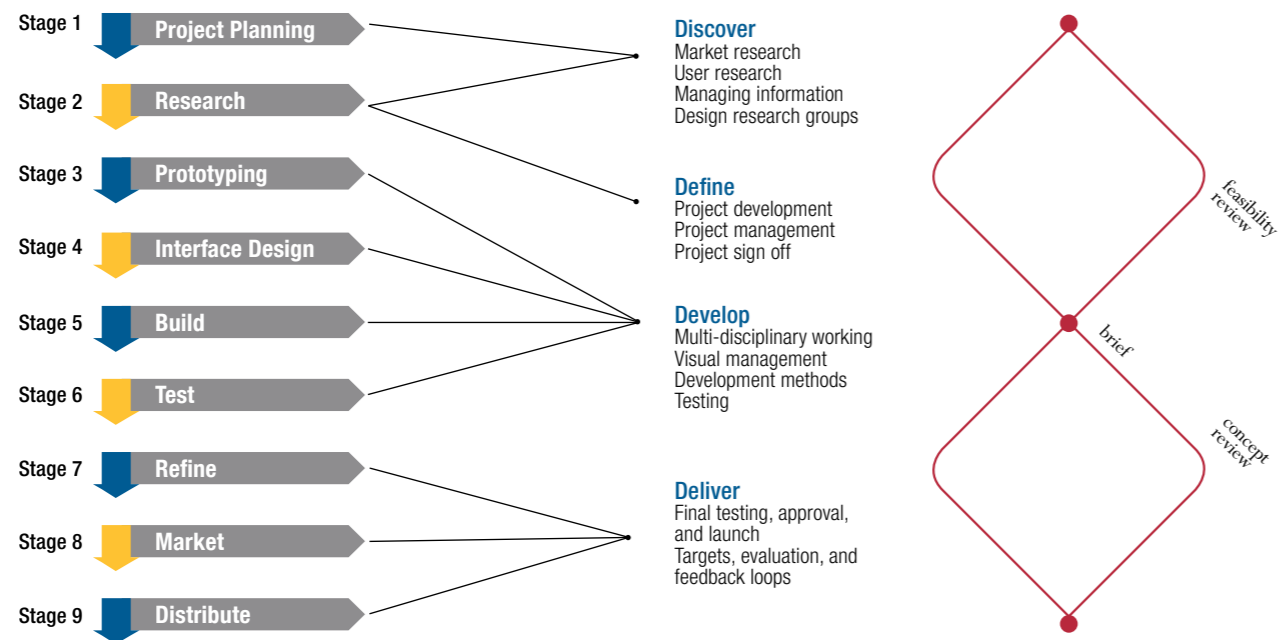 Stage 1
Project Planning
Stage 2
Research
Stage 3
Prototyping
Stage 4
Interface Design
Stage 5
Build
Stage 6
Test
Stage 7
Refine
Stage 8
Market
Stage 9
Distribute
Discover
Market research
User research
Managing information
Design research groups
Define
Project development
Project management
Project sign off
Develop
Multi-disciplinary working
Visual management
Development methods
Testing
Deliver
Final testing, approval,
and launch
Targets, evaluation, and
feedback loops
feasibility
review
brief
concept
review